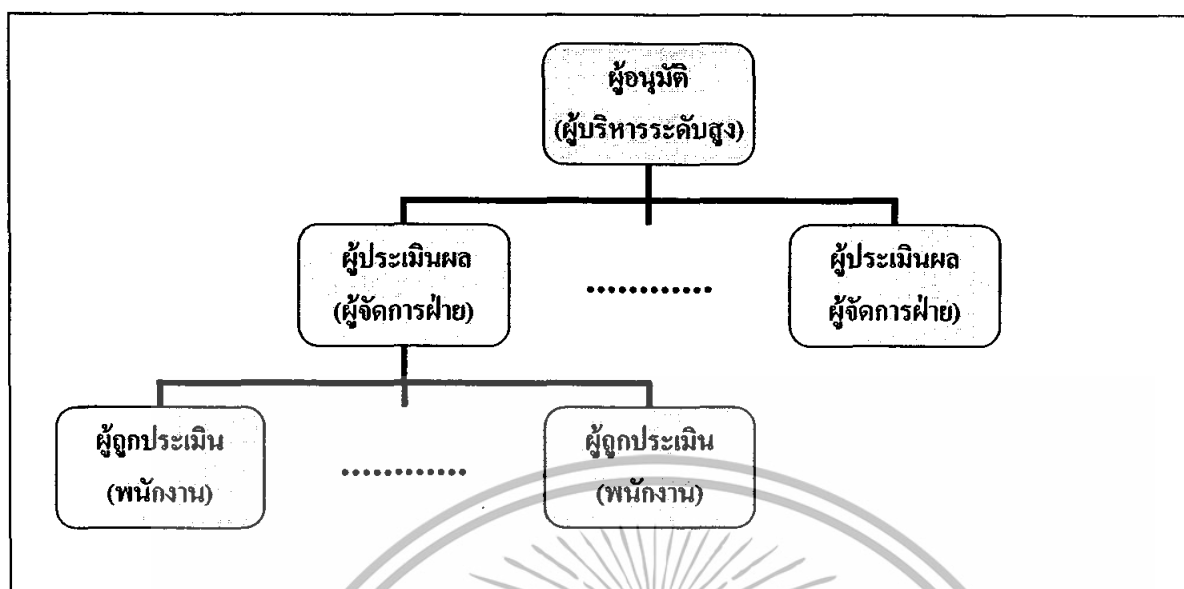 ผู้อนุมัติ
(ผู้บริหารระดับสูง)
ผู้ประเมินผล
(ผู้จัดการฝ่าย)
............
ผู้ประเมินผล
ผู้จัดการฝ่าย)
ผู้ถูกประเมิน
(พนักงาน)
............
ผู้ถูกประเมิน
(พนักงาน)